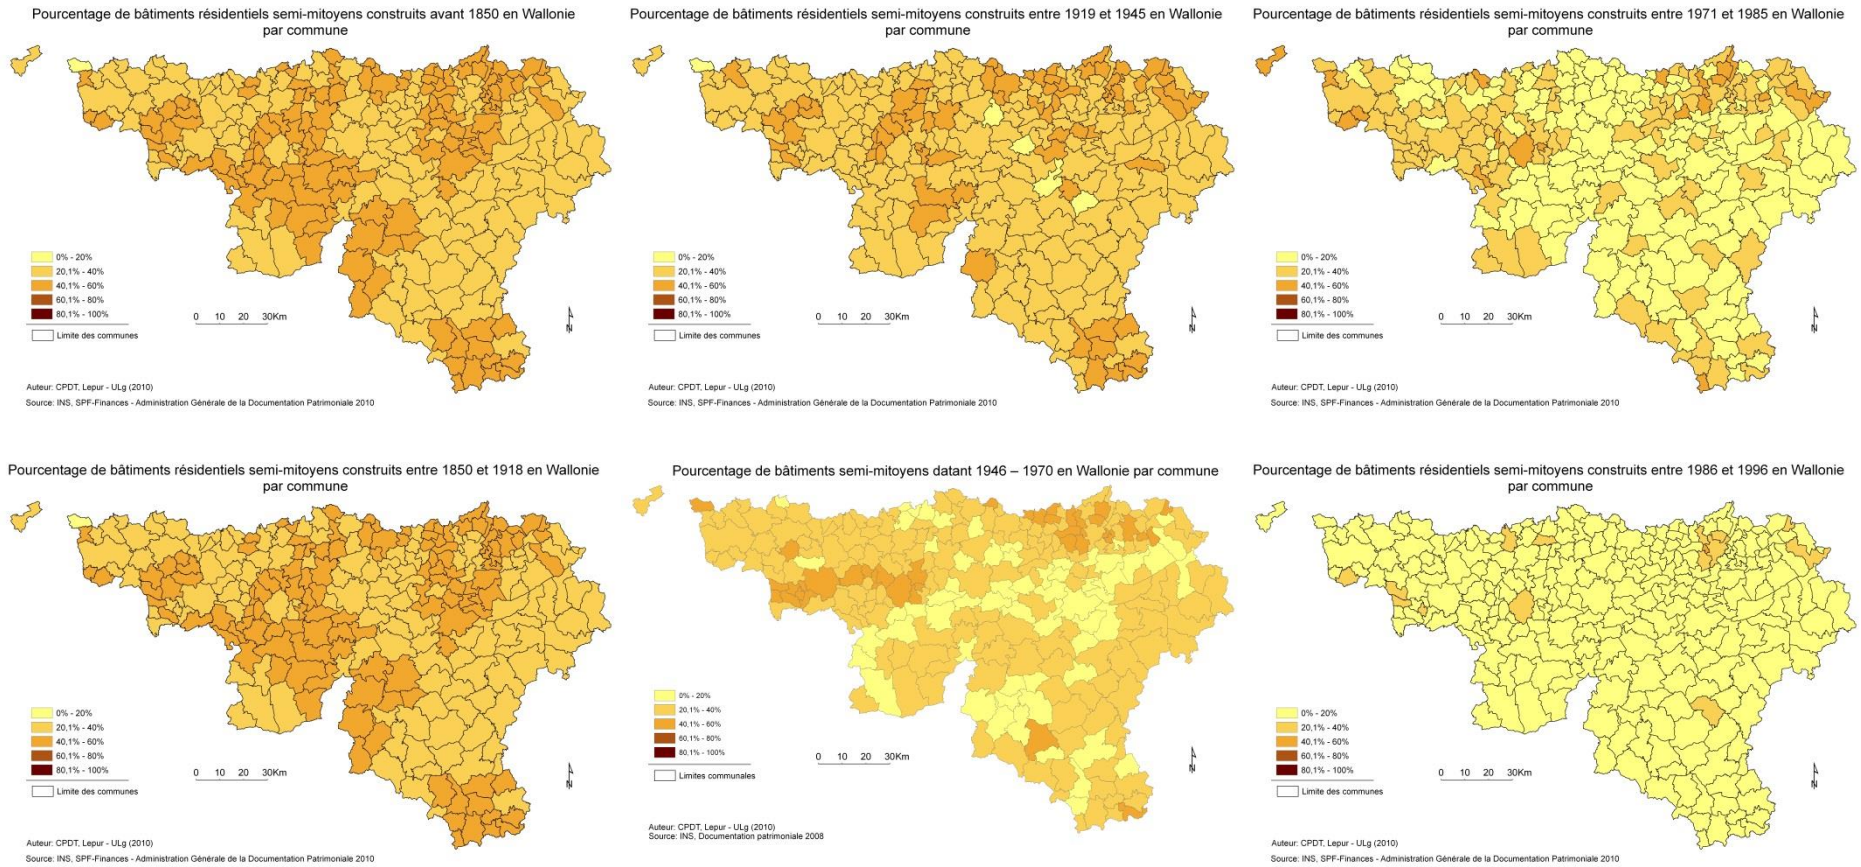 Pourcentage de bâtiments résidentiels semi-mitoyens construits avant 1850 en Wallonie
par commune
0% - 20%
20,1% - 40%
40,1% - 60%
60,1% - 80%
80,1% - 100%
Limite des communes
0 10 20 30Km
N
Auteur: CPDT, Lepur - ULg (2010)
Source: INS, SPF-Finances - Administration Générale de la Documentation Patrimoniale 2010
Pourcentage de bâtiments résidentiels semi-mitoyens construits entre 1919 et 1945 en Wallonie
par commune
0% - 20%
20,1% - 40%
40,1% - 60%
60,1% - 80%
80,1% - 100%
Limite des communes
0 10 20 30Km
N
Auteur: CPDT, Lepur - ULg (2010)
Source: INS, SPF-Finances - Administration Générale de la Documentation Patrimoniale 2010
Pourcentage de bâtiments résidentiels semi-mitoyens construits entre 1971 et 1985 en Wallonie
par commune
0% - 20%
20,1% - 40%
40,1% - 60%
60,1% - 80%
80,1% - 100%
Limite des communes
0 10 20 30Km
N
Auteur: CPDT, Lepur - ULg (2010)
Source: INS, SPF-Finances - Administration Générale de la Documentation Patrimoniale 2010
Pourcentage de bâtiments résidentiels semi-mitoyens construits entre 1850 et 1918 en Wallonie
par commune
0% - 20%
20,1% - 40%
40,1% - 60%
60,1% - 80%
80,1% - 100%
Limite des communes
0 10 20 30Km
N
Auteur: CPDT, Lepur - ULg (2010)
Source: INS, SPF-Finances - Administration Générale de la Documentation Patrimoniale 2010
Pourcentage de bâtiments semi-mitoyens datant 1946 – 1970 en Wallonie par commune
0% - 20%
20,1% - 40%
40,1% - 60%
60,1% - 80%
80,1% - 100%
Limites communales
0 10 20 30Km
N
Auteur: CPDT, Lepur - ULg (2010)
Source: INS, Documentation patrimoniale 2008
Pourcentage de bâtiments résidentiels semi-mitoyens construits entre 1986 et 1996 en Wallonie
par commune
0% - 20%
20,1% - 40%
40,1% - 60%
60,1% - 80%
80,1% - 100%
Limite des communes
0 10 20 30Km
N
Auteur: CPDT, Lepur - ULg (2010)
Source: INS, SPF-Finances - Administration Générale de la Documentation Patrimoniale 2010